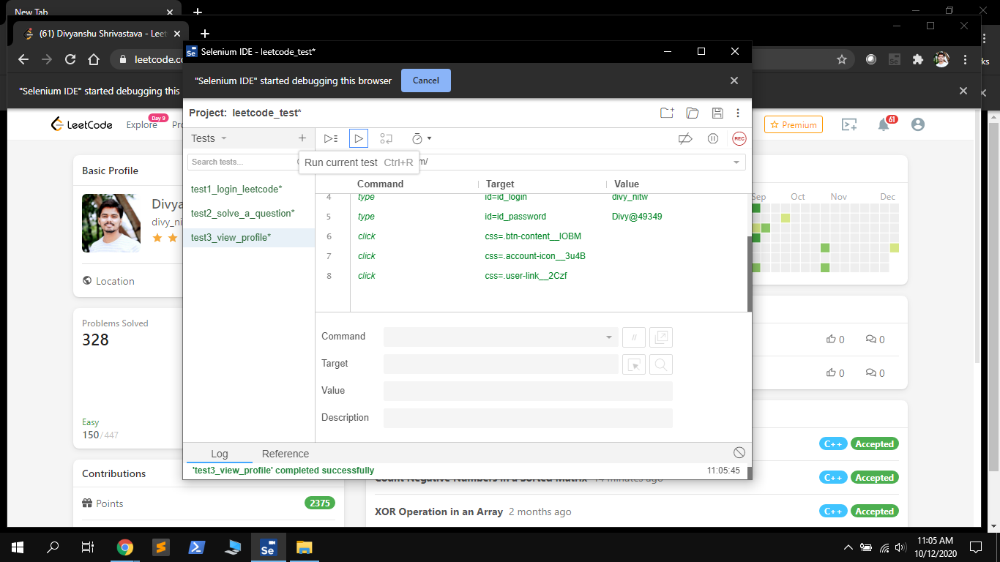 New Tab
(61) Divyanshu Shrivastava - Leet
Selenium IDE - leetcode_test*
leetcode.co
ks
"Selenium IDE" started debugging this browser
Cancel
"Selenium IDE" started debugging this
Project: leetcode_test*
LeetCode
Explore
Day 9
Pro
Premium
61
Tests
REC
Search tests...
Run current test Ctrl+R
m/
Basic Profile
Command Target Value
test1_login_leetcode*
4 type id=id_login divy_nitw
Sep Oct Nov Dec
Divya
test2_solve_a_question*
5 type id=id_password Divy@49349
divy_ni
test3_view_profile*
6 click css=.btn-content__lOBM
7 click css=.account-icon__3u4B
8 click css=.user-link__2Czf
Location
Problems Solved
328
Command
//
0 0
Target
0 0
Value
Description
Easy
150/447
C++ Accepted
Log Reference
Contributions
'test3_view_profile' completed successfully 11:05:45
Count Negative Numbers in a Sorted Matrix 14 minutes ago
C++ Accepted
Points 2375
XOR Operation in an Array 2 months ago
C++ Accepted
Se
11:05 AM
10/12/2020